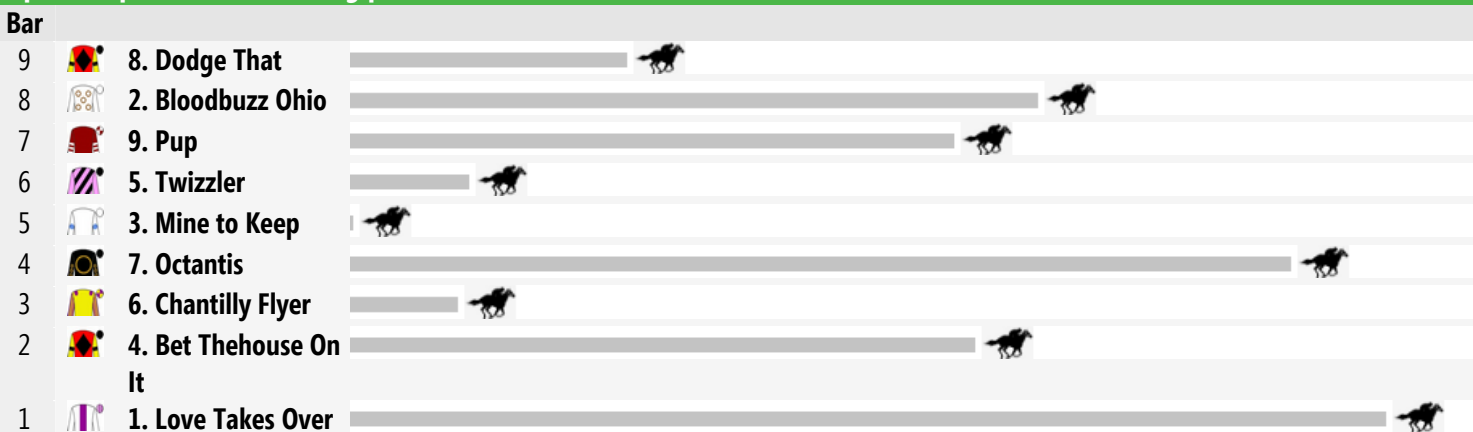 Bar
9 8. Dodge That
8 2. Bloodbuzz Ohio
7 9. Pup
6 5. Twizzler
5 3. Mine to Keep
4 7. Octantis
3 6. Chantilly Flyer
2 4. Bet Thehouse On
It
1 1. Love Takes Over